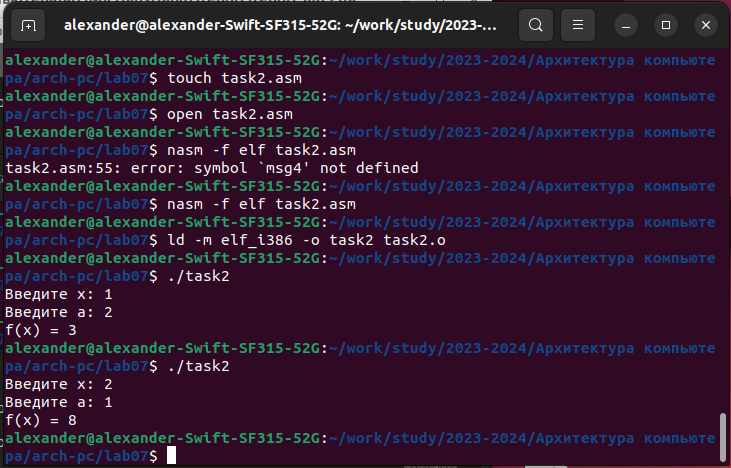 alexander@alexander-Swift-SF315-52G: ~/work/study/2023-...
alexander@alexander-Swift-SF315-52G:~/work/study/2023-2024/Архитектура компьюте
ра/arch-pc/lab07$ touch task2.asm
alexander@alexander-Swift-SF315-52G:~/work/study/2023-2024/Архитектура компьюте
ра/arch-pc/lab07$ open task2.asm
alexander@alexander-Swift-SF315-52G:~/work/study/2023-2024/Архитектура компьюте
ра/arch-pc/lab07$ nasm -f elf task2.asm
task2.asm:55: error: symbol `msg4' not defined
alexander@alexander-Swift-SF315-52G:~/work/study/2023-2024/Архитектура компьюте
ра/arch-pc/lab07$ nasm -f elf task2.asm
alexander@alexander-Swift-SF315-52G:~/work/study/2023-2024/Архитектура компьюте
ра/arch-pc/lab07$ ld -m elf_i386 -o task2 task2.o
alexander@alexander-Swift-SF315-52G:~/work/study/2023-2024/Архитектура компьюте
ра/arch-pc/lab07$ ./task2
Введите x: 1
Введите a: 2
f(x) = 3
alexander@alexander-Swift-SF315-52G:~/work/study/2023-2024/Архитектура компьюте
ра/arch-pc/lab07$ ./task2
Введите x: 2
Введите a: 1
f(x) = 8
alexander@alexander-Swift-SF315-52G:~/work/study/2023-2024/Архитектура компьюте
ра/arch-pc/lab07$